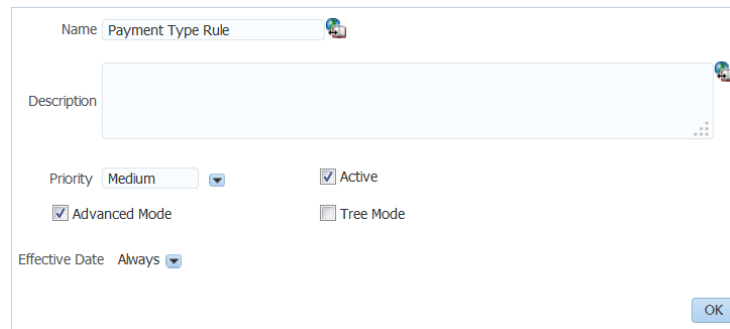 Name Payment Type Rule
Description
Priority Medium Active
Advanced Mode Tree Mode
Effective Date Always
OK